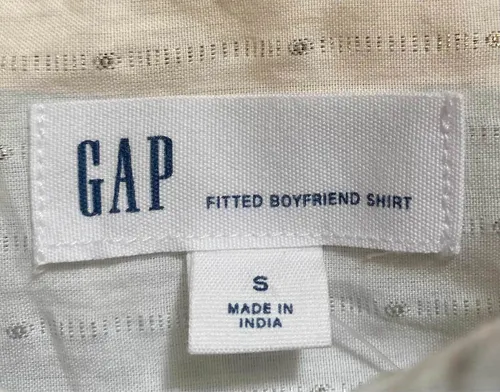 GAP FITTED BOYFRIEND SHIRT
S
MADE IN
INDIA